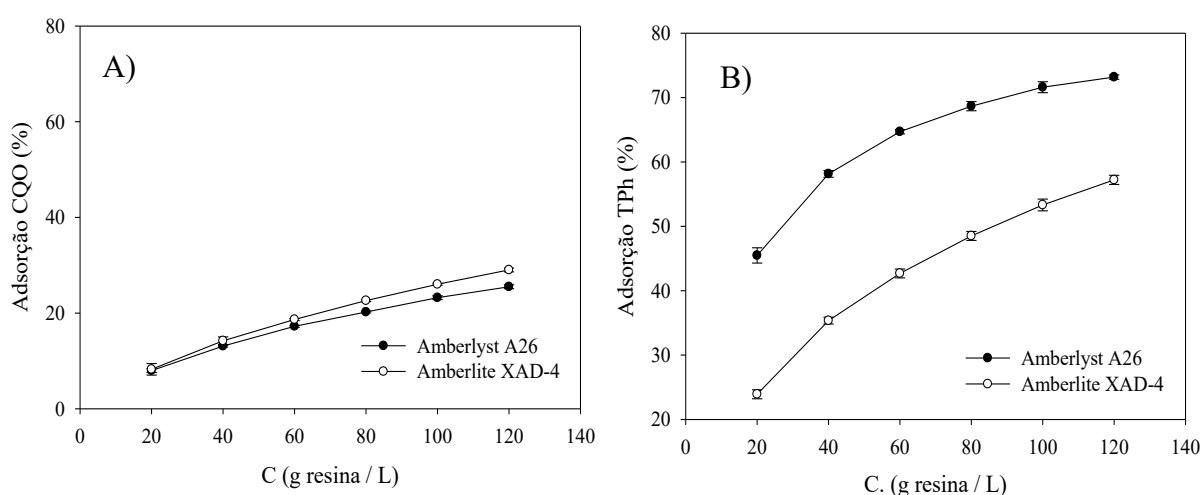 A)
Adsorção CQO (%)
80
60
40
20
0
Amberlyst A26
Amberlite XAD-4
0 20 40 60 80 100 120 140
C (g resina / L)
B)
Adsorção TPh (%)
80
70
60
50
40
30
20
Amberlyst A26
Amberlite XAD-4
0 20 40 60 80 100 120 140
C. (g resina / L)